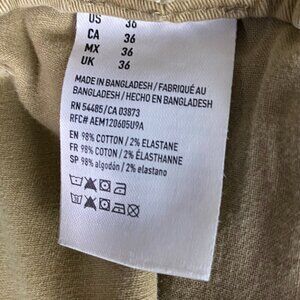 US 36
CA 36
MX 36
UK 36
MADE IN BANGLADESH / FABRIQUÉ AU
BANGLADESH / HECHO EN BANGLADESH
RN 54485/CA 03873
RFC# AEM120605U9A
EN 98% COTTON / 2% ELASTANE
FR 98% COTON / 2% ÉLASTHANNE
SP 98% algodón / 2% elastano